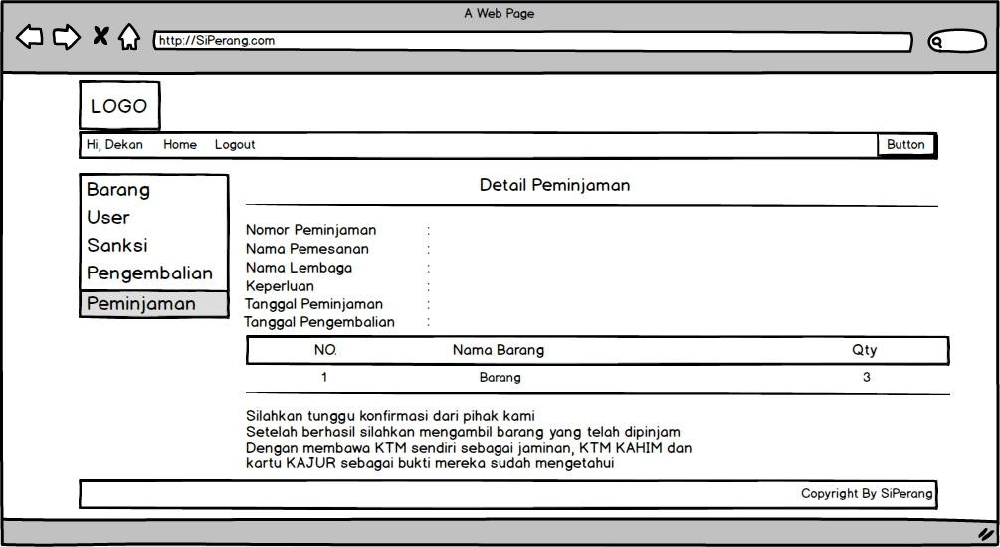 A Web Page
http://SiPerang.com
LOGO
Hi, Dekan Home Logout Button
Barang
User
Sanksi
Pengembalian
Peminjaman
Detail Peminjaman
Nomor Peminjaman :
Nama Pemesanan :
Nama Lembaga :
Keperluan :
Tanggal Peminjaman :
Tanggal Pengembalian :
NO. Nama Barang Qty
1 Barang 3
Silahkan tunggu konfirmasi dari pihak kami
Setelah berhasil silahkan mengambil barang yang telah dipinjam
Dengan membawa KTM sendiri sebagai jaminan, KTM KAHIM dan
kartu KAJUR sebagai bukti mereka sudah mengetahui
Copyright By SiPerang